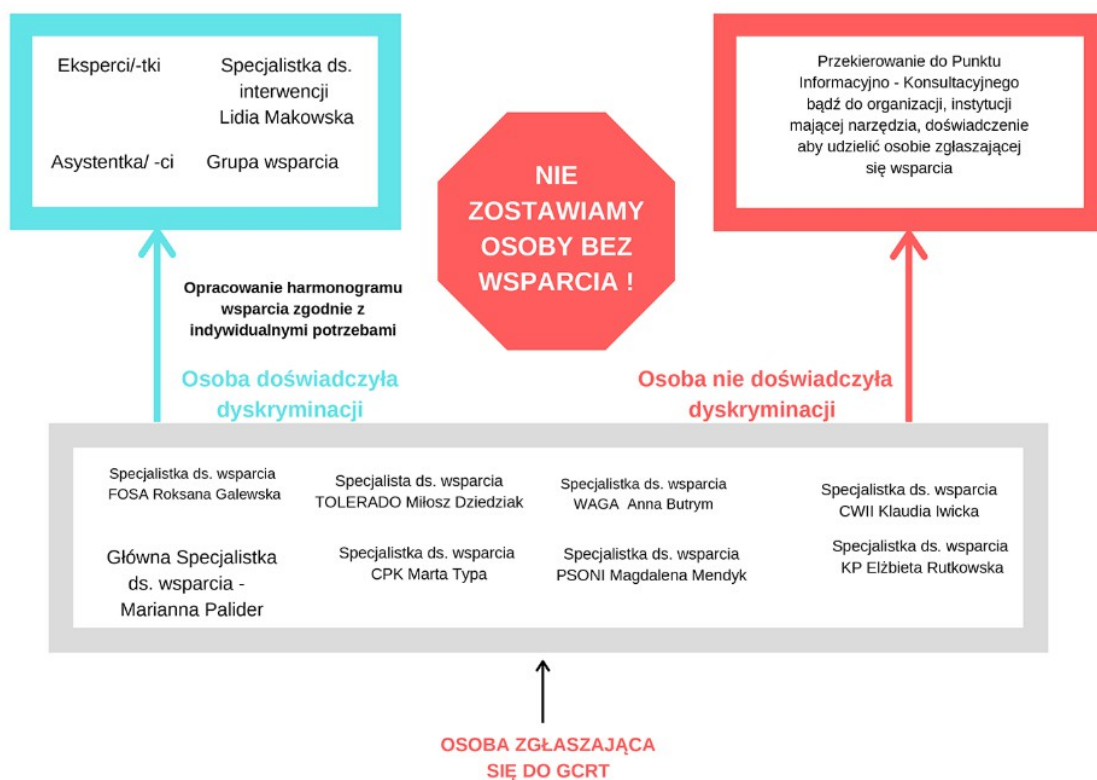 Eksperci/-tki
Specjalistka ds.
interwencji
Lidia Makowska
Asystentka/ -ci
Grupa wsparcia
NIE
ZOSTAWIAMY
OSOBY BEZ
WSPARCIA !
Przekierowanie do Punktu
Informacyjno - Konsultacyjnego
bądź do organizacji, instytucji
mającej narzędzia, doświadczenie
aby udzielić osobie zgłaszającej
się wsparcia
Opracowanie harmonogramu
wsparcia zgodnie z
indywidualnymi potrzebami
Osoba doświadczyła
dyskryminacji
Osoba nie doświadczyła
dyskryminacji
Specjalistka ds. wsparcia
FOSA Roksana Galewska
Specjalista ds. wsparcia
TOLERADO Miłosz Dziedziak
Specjalistka ds. wsparcia
WAGA Anna Butrym
Specjalistka ds. wsparcia
CWII Klaudia Iwicka
Główna Specjalistka
ds. wsparcia -
Marianna Palider
Specjalistka ds. wsparcia
CPK Marta Typa
Specjalistka ds. wsparcia
PSONI Magdalena Mendyk
Specjalistka ds. wsparcia
KP Elżbieta Rutkowska
OSOBA ZGŁASZAJĄCA
SIĘ DO GCRT